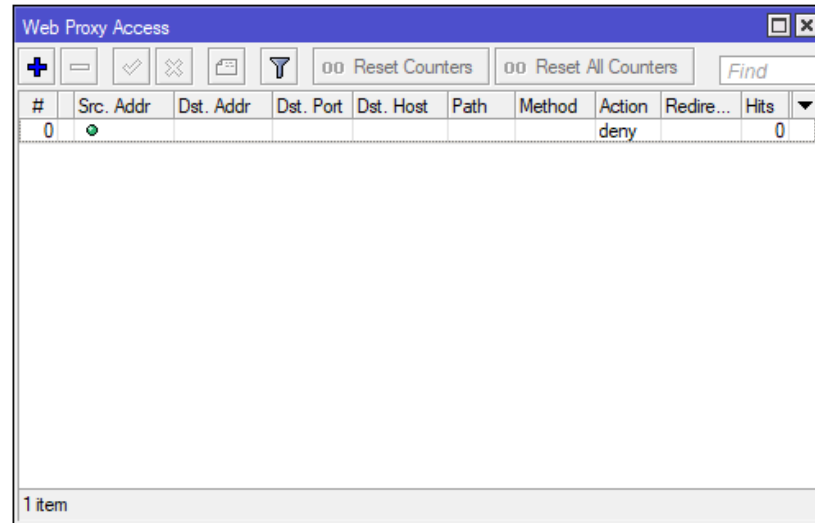 Web Proxy Access
00 Reset Counters 00 Reset All Counters Find
# Src. Addr Dst. Addr Dst. Port Dst. Host Path Method Action Redire... Hits
0 deny 0
1 item